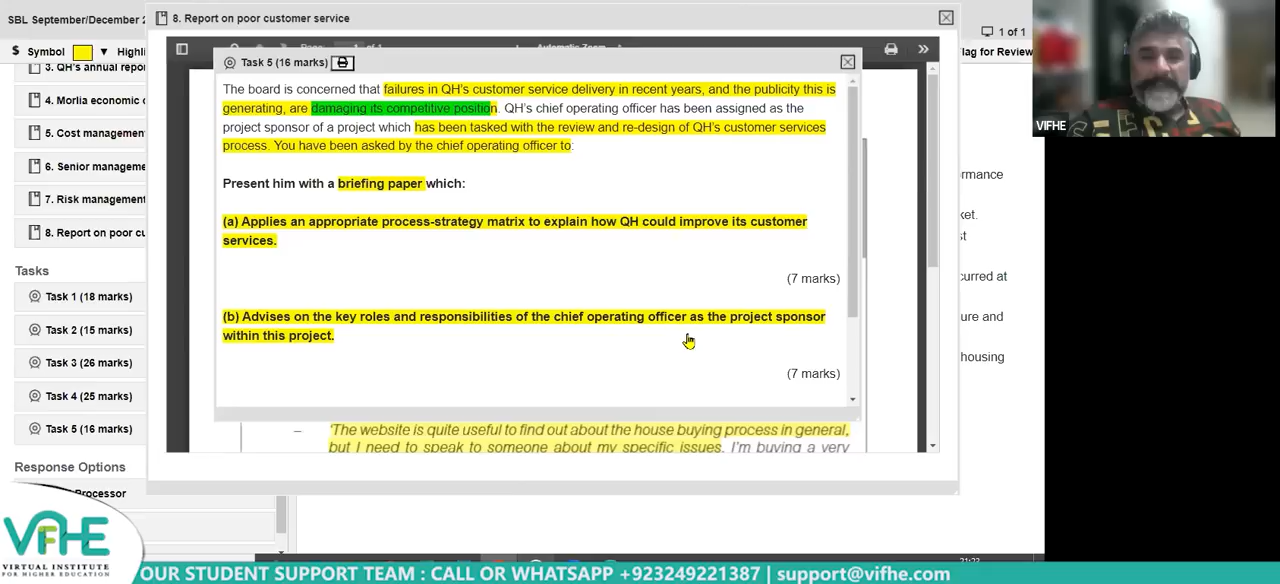 SBL September/December 2
8. Report on poor customer service
1 of 1
$ Symbol
Highli
Flag for Review
Task 5 (16 marks)
3. QH's annual repo
4. Morlia economic c
5. Cost managemen
6. Senior manageme
7. Risk managemen
8. Report on poor cu
Tasks
Task 1 (18 marks)
Task 2 (15 marks)
Task 3 (26 marks)
Task 4 (25 marks)
Task 5 (16 marks)
Response Options
Processor
The board is concerned that failures in QH's customer service delivery in recent years, and the publicity this is
generating, are damaging its competitive position. QH's chief operating officer has been assigned as the
project sponsor of a project which has been tasked with the review and re-design of QH's customer services
process. You have been asked by the chief operating officer to:
Present him with a briefing paper which:
(a) Applies an appropriate process-strategy matrix to explain how QH could improve its customer
services.
(7 marks)
(b) Advises on the key roles and responsibilities of the chief operating officer as the project sponsor
within this project.
(7 marks)
– 'The website is quite useful to find out about the house buying process in general,
but I need to speak to someone about my specific issues. I'm buying a very
rmance
ket.
st
curred at
ure and
housing
VIFHE
VIFHE
VIRTUAL INSTITUTE
FOR HIGHER EDUCATION
OUR STUDENT SUPPORT TEAM : CALL OR WHATSAPP +923249221387 | support@vifhe.com